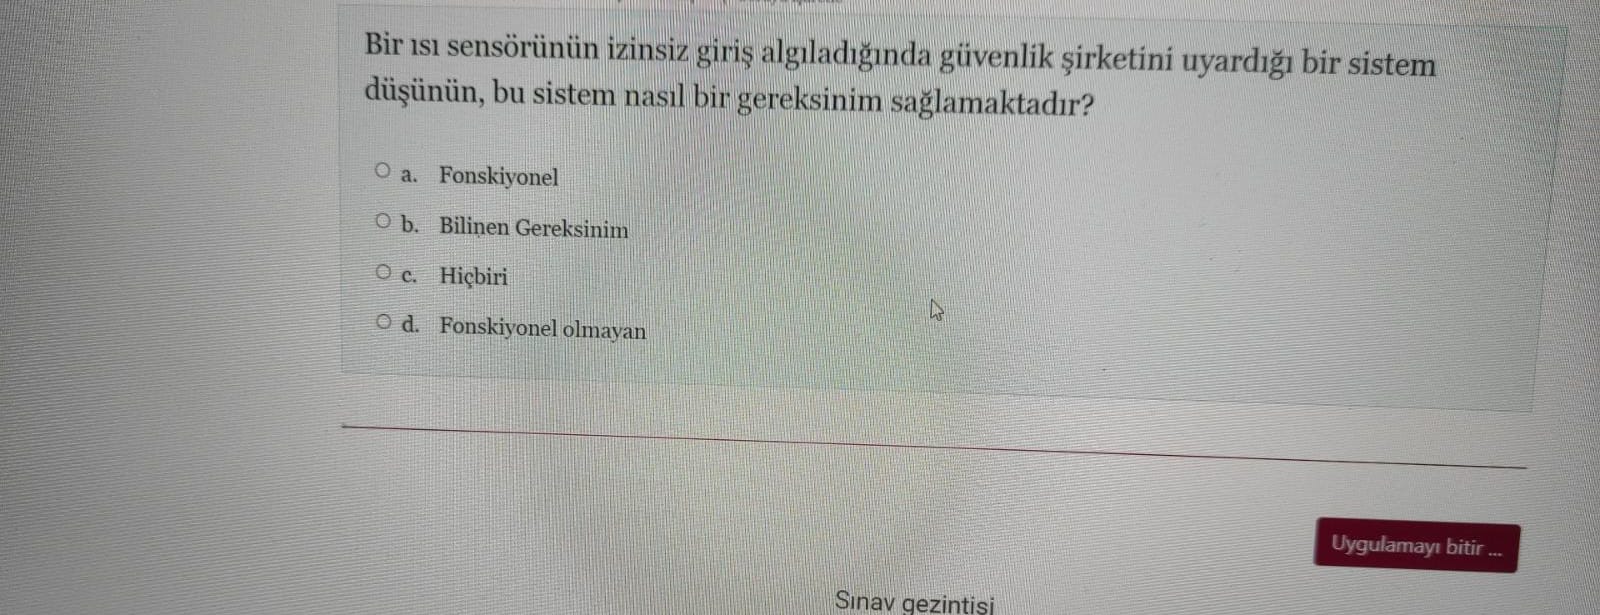 Bir ısı sensörünün izinsiz giriş algıladığında güvenlik şirketini uyardığı bir sistem
düşünün, bu sistem nasıl bir gereksinim sağlamaktadır?
a. Fonskiyonel
b. Bilinen Gereksinim
c. Hiçbiri
d. Fonskiyonel olmayan
Uygulamayı bitir ...
Sınav gezintisi